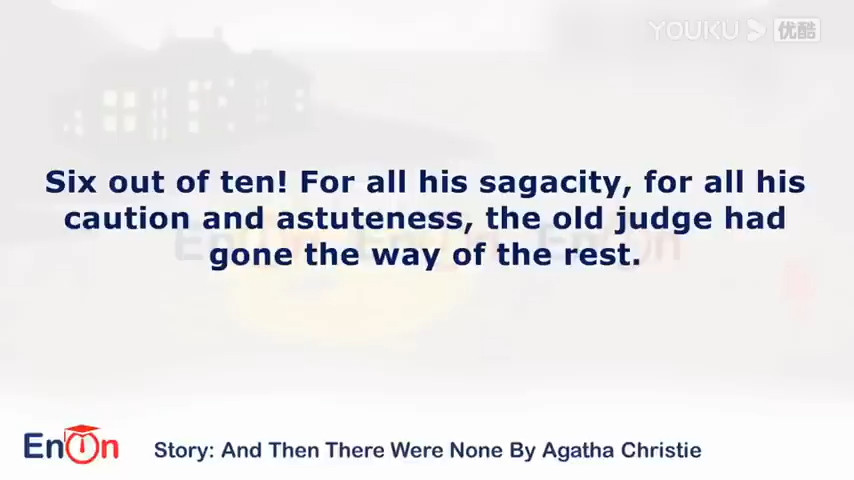 YOUKU 优酷
Six out of ten! For all his sagacity, for all his
caution and astuteness, the old judge had
gone the way of the rest.
EnOn
Story: And Then There Were None By Agatha Christie